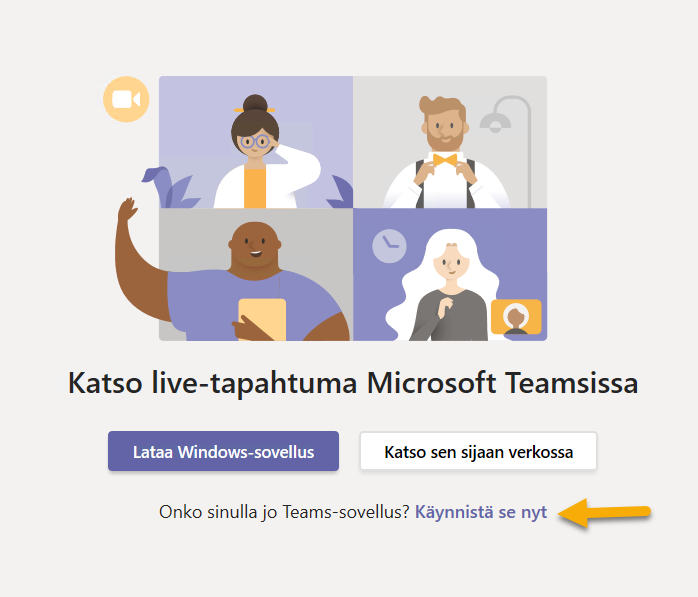 Katso live-tapahtuma Microsoft Teamsissa
Lataa Windows-sovellus
Katso sen sijaan verkossa
Onko sinulla jo Teams-sovellus? Käynnistä se nyt